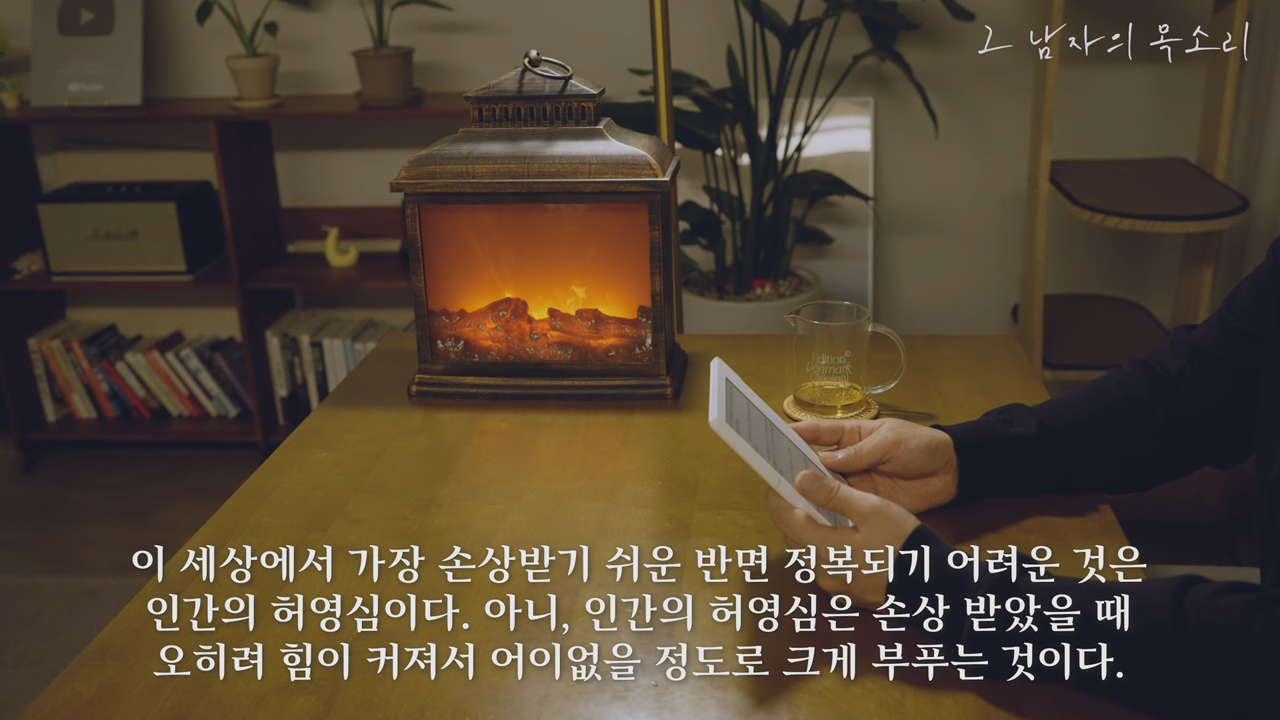 그 남자의 목소리
Edition
Denmark
Original
이 세상에서 가장 손상받기 쉬운 반면 정복되기 어려운 것은
인간의 허영심이다. 아니, 인간의 허영심은 손상 받았을 때
오히려 힘이 커져서 어이없을 정도로 크게 부푸는 것이다.